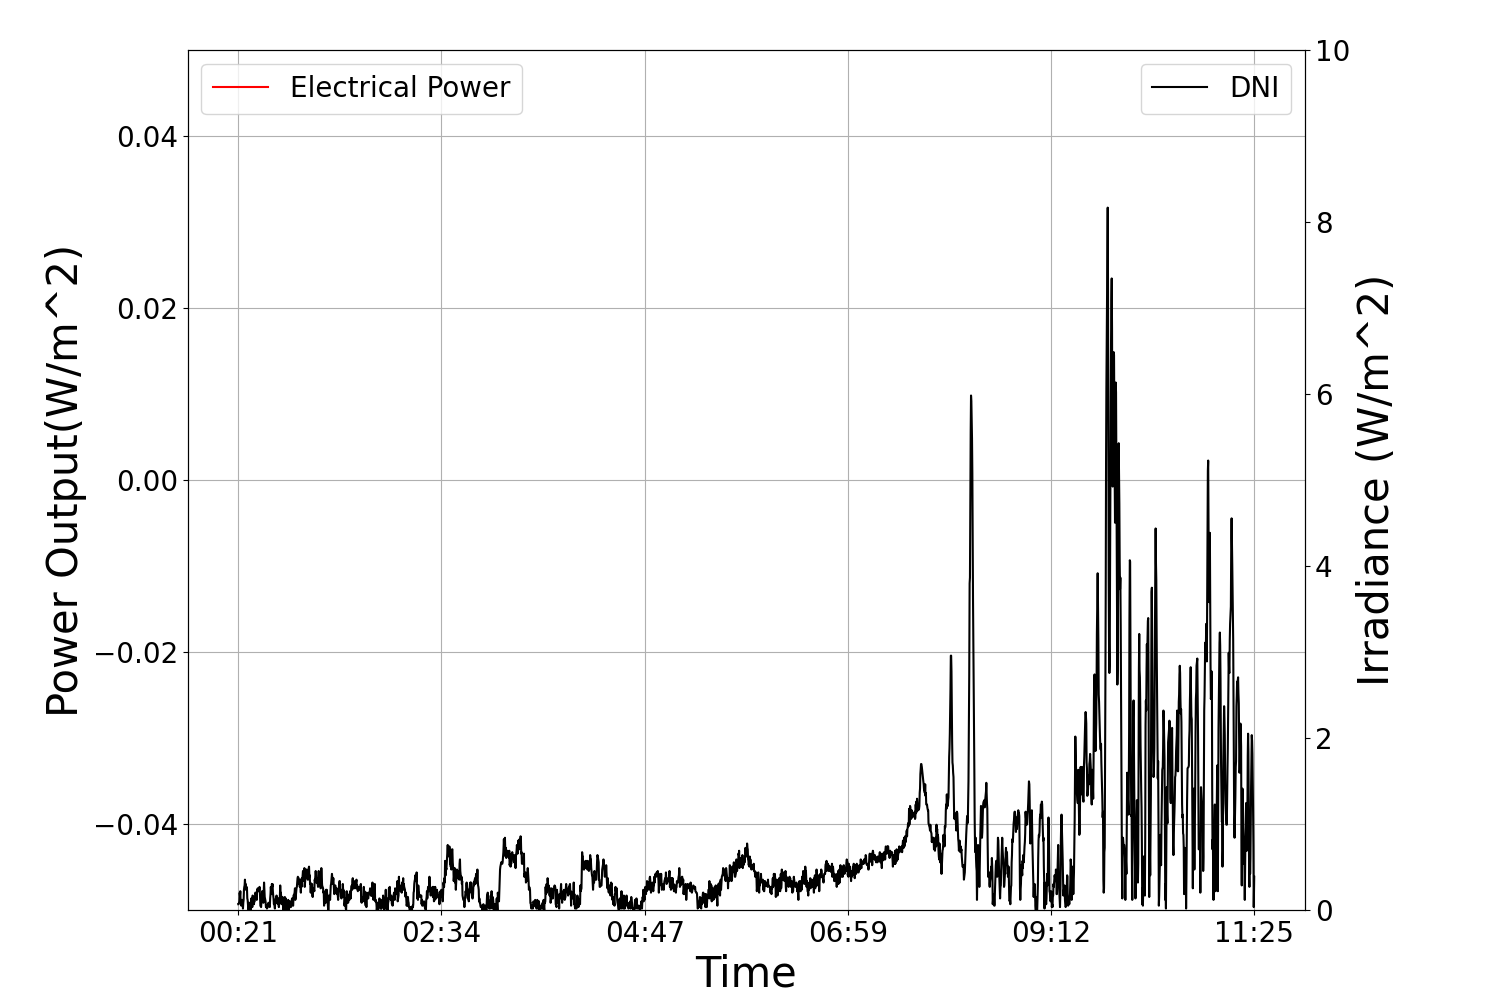 Electrical Power
DNI
Power Output(W/m^2)
0.04
0.02
0.00
−0.02
−0.04
10
8
6
4
2
0
Irradiance (W/m^2)
00:21 02:34 04:47 06:59 09:12 11:25
Time